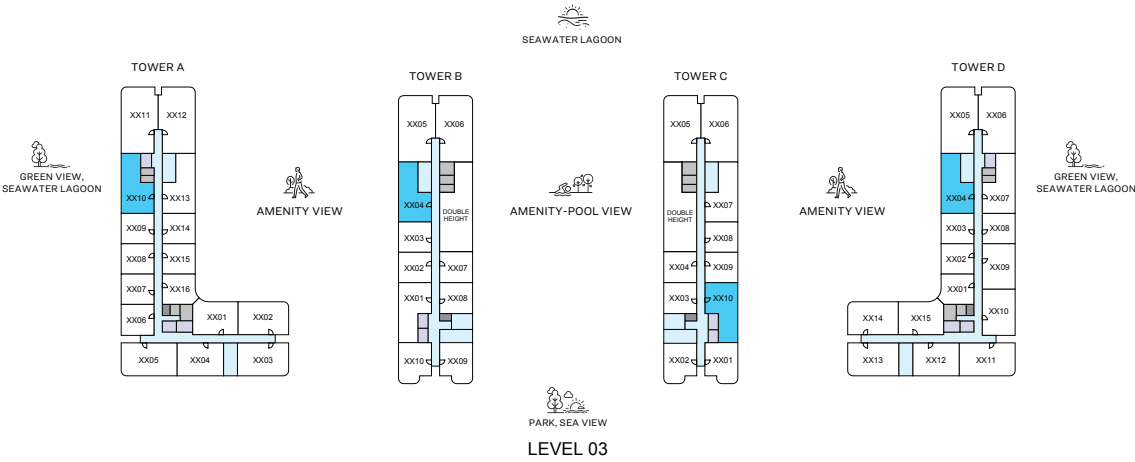 SEAWATER LAGOON
TOWER A
TOWER B
TOWER C
TOWER D
XX11
XX12
XX05
XX06
XX05
XX06
XX05
XX06
GREEN VIEW,
SEAWATER LAGOON
GREEN VIEW,
SEAWATER LAGOON
XX10
XX13
AMENITY VIEW
XX04
DOUBLE
HEIGHT
AMENITY-POOL VIEW
DOUBLE
HEIGHT
XX07
AMENITY VIEW
XX04
XX07
XX09
XX14
XX03
XX08
XX03
XX08
XX08
XX15
XX02
XX07
XX04
XX09
XX02
XX09
XX07
XX16
XX01
XX08
XX03
XX10
XX01
XX10
XX06
XX01
XX02
XX14
XX15
XX05
XX04
XX03
XX10
XX09
XX02
XX01
XX13
XX12
XX11
PARK, SEA VIEW
LEVEL 03